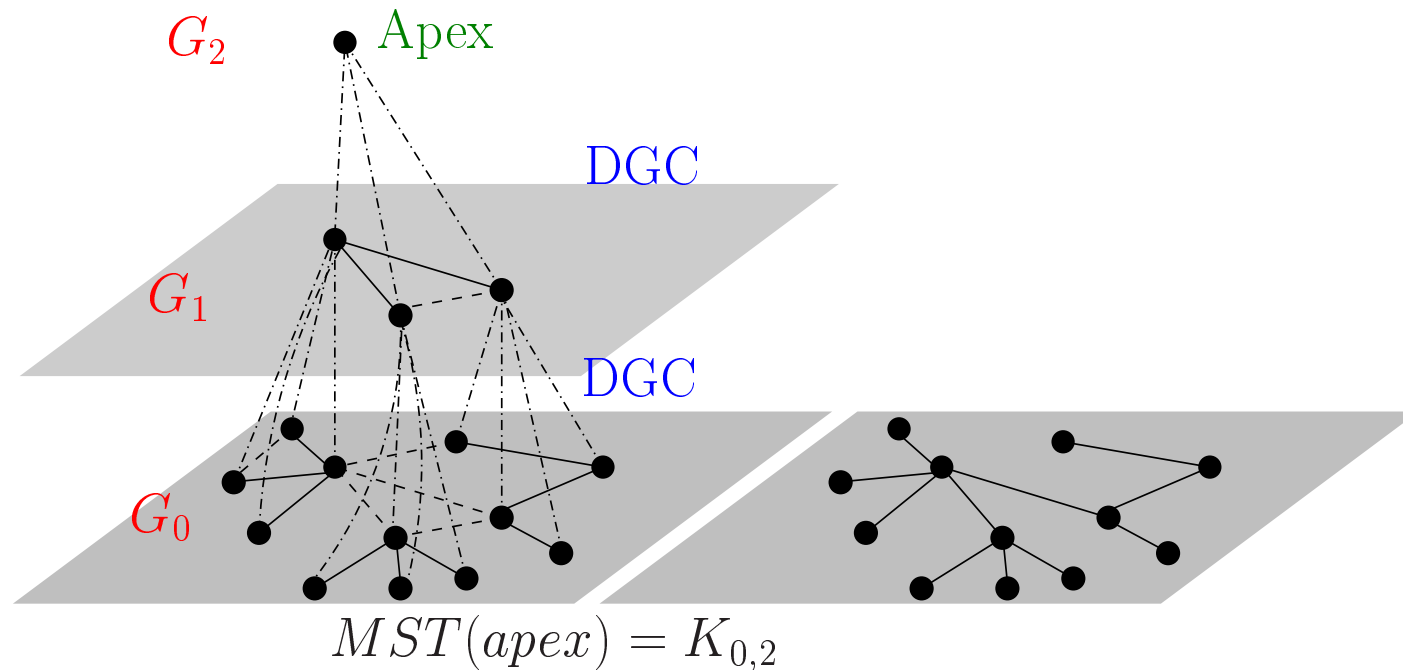 G₂ Apex
DGC
G₁
DGC
G₀
MST(apex) = K₀,₂